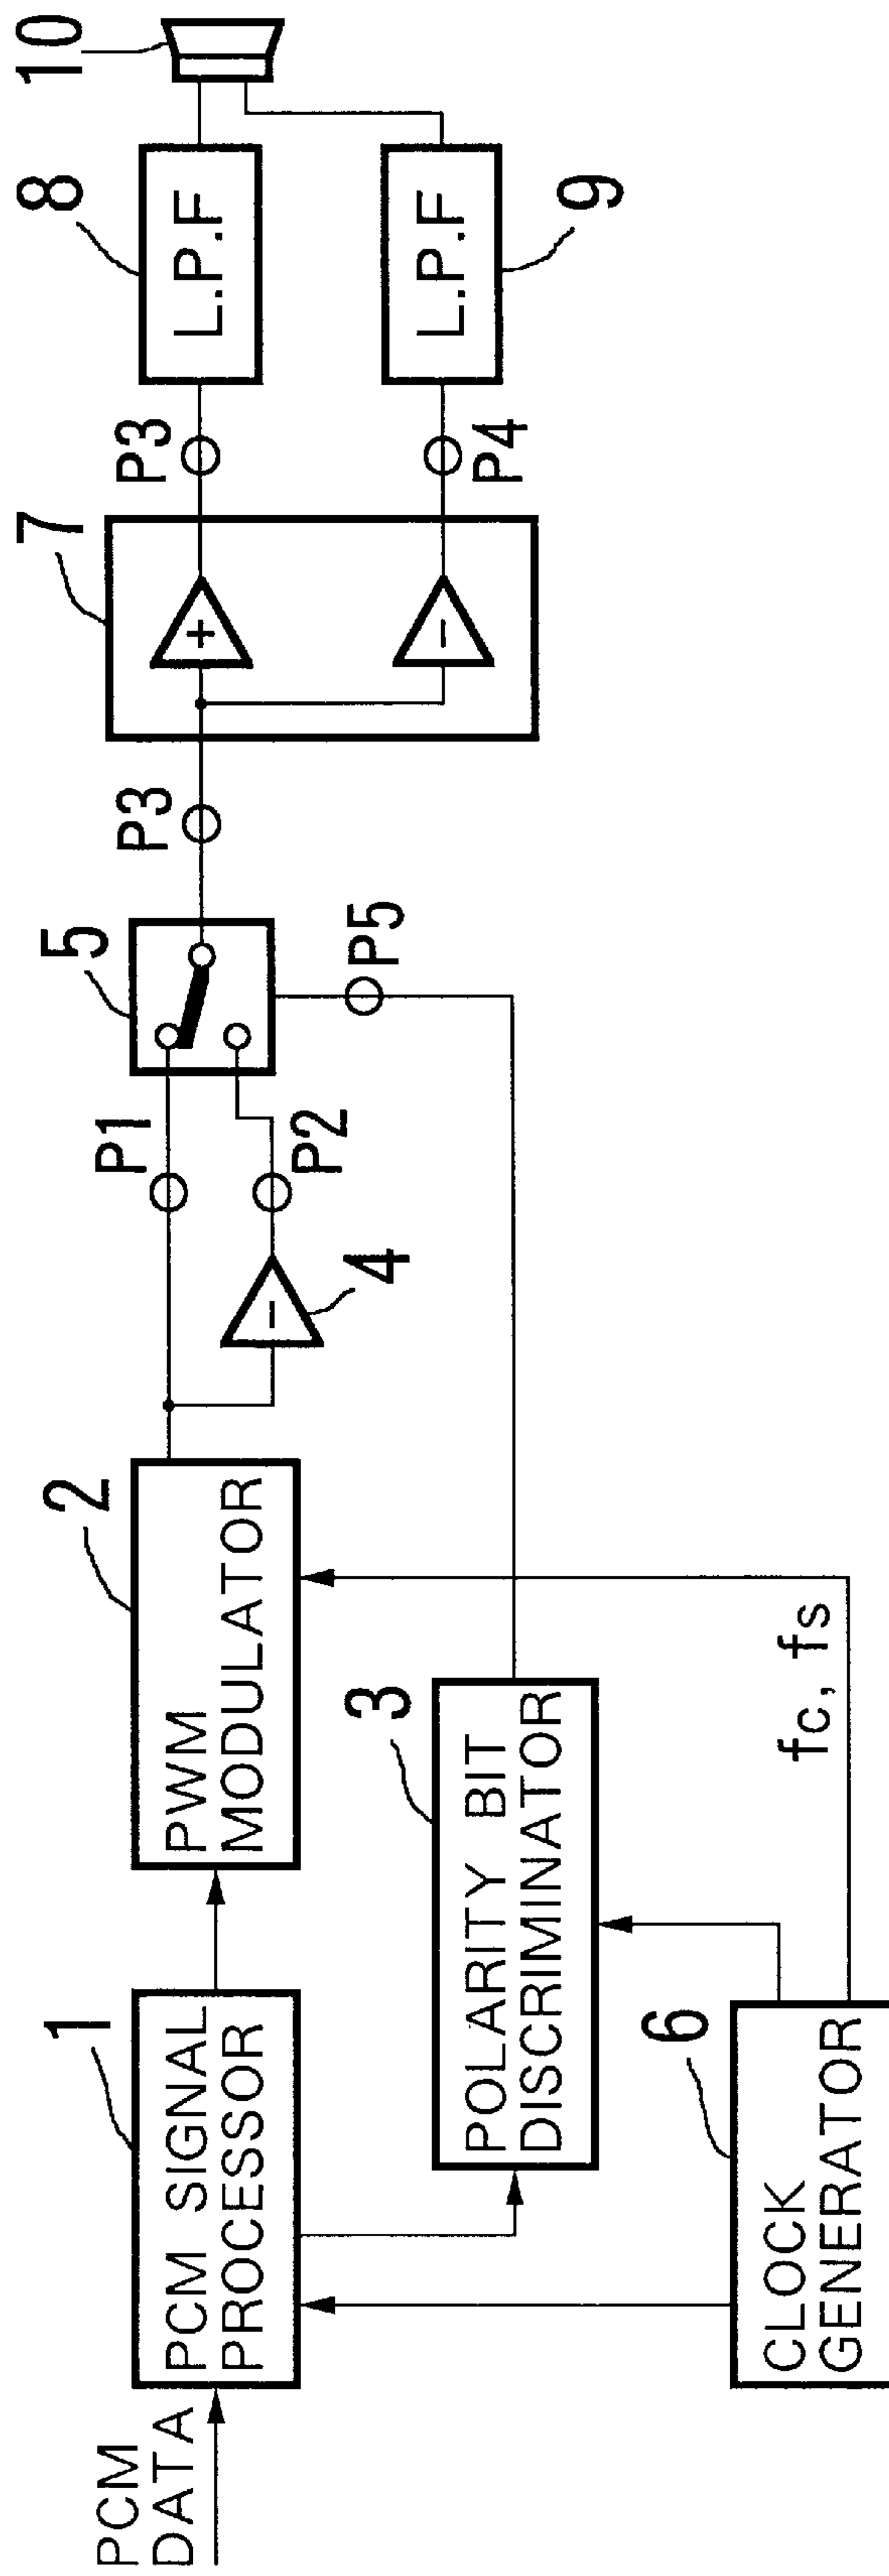 PCM
DATA
1
PCM SIGNAL
PROCESSOR
2
PWM
MODULATOR
3
POLARITY BIT
DISCRIMINATOR
6
CLOCK
GENERATOR
fc, fs
4
-
P1
P2
5
P5
P3
7
+
-
P3
P4
8
L.P.F
9
L.P.F
10